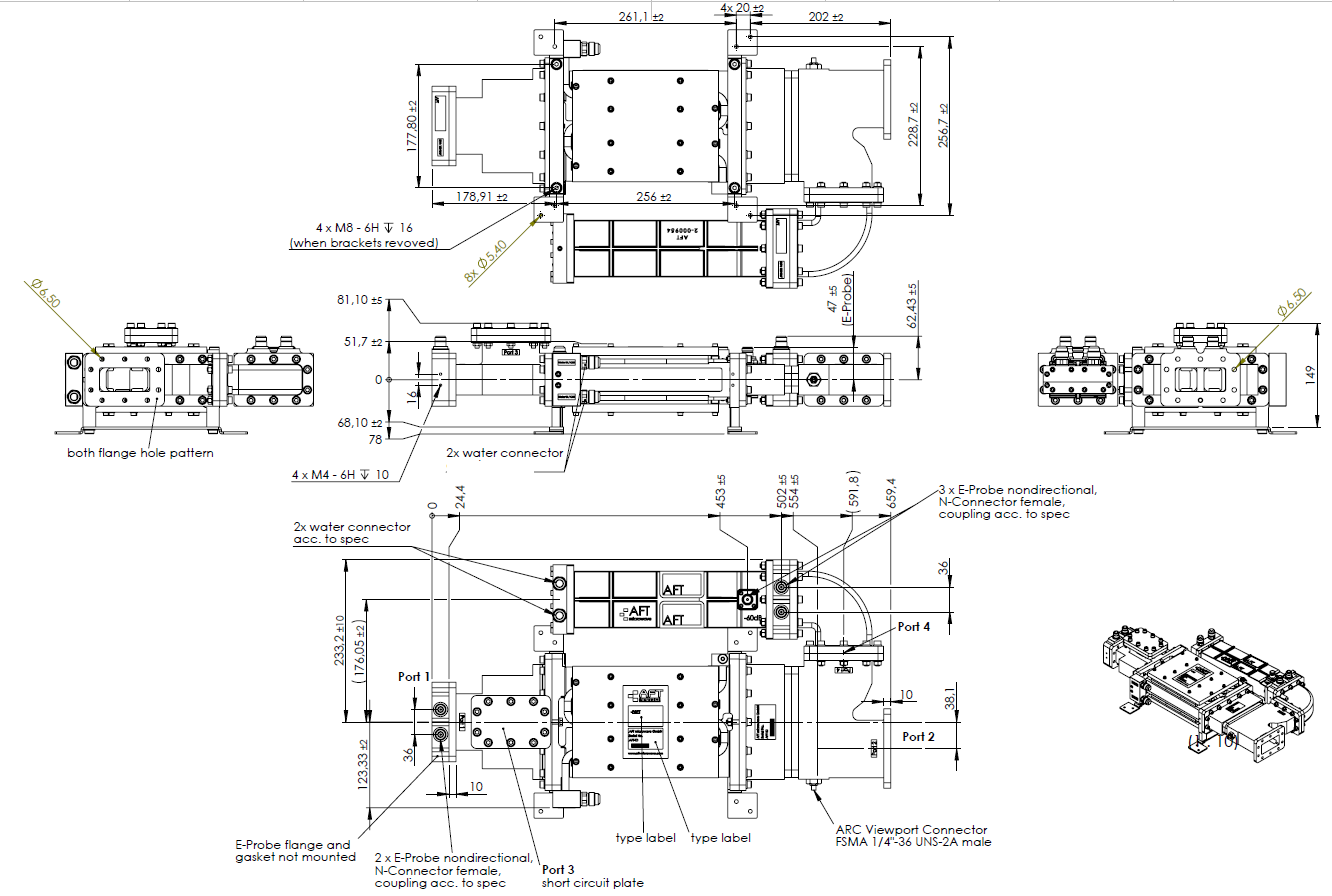 261,1 ±2
4x 20 ±2
202 ±2
177,80 ±2
228,7 ±2
256,7 ±2
178,91 ±2
256 ±2
4 x M8 - 6H ↧ 16
(when brackets revoved)
8x ∅5,40
AFT
2-000984
∅6,50
81,10 ±5
51,7 ±2
0
16
68,10 ±2
78
Port 3
47 ±5
(E-Probe)
62,43 ±5
∅6,50
149
both flange hole pattern
4 x M4 - 6H ↧ 10
2x water connector
0
24,4
453 ±5
502 ±5
554 ±5
(591,8)
659,4
3 x E-Probe nondirectional,
N-Connector female,
coupling acc. to spec
2x water connector
acc. to spec
36
AFT
AFT
microwave
AFT
-60dB
233,2 ±10
(176,05 ±2)
Port 4
Port 1
AFT
10
38,1
Port 2
36
123,33 ±2
10
type label
type label
ARC Viewport Connector
FSMA 1/4"-36 UNS-2A male
E-Probe flange and
gasket not mounted
2 x E-Probe nondirectional,
N-Connector female,
coupling acc. to spec
Port 3
short circuit plate